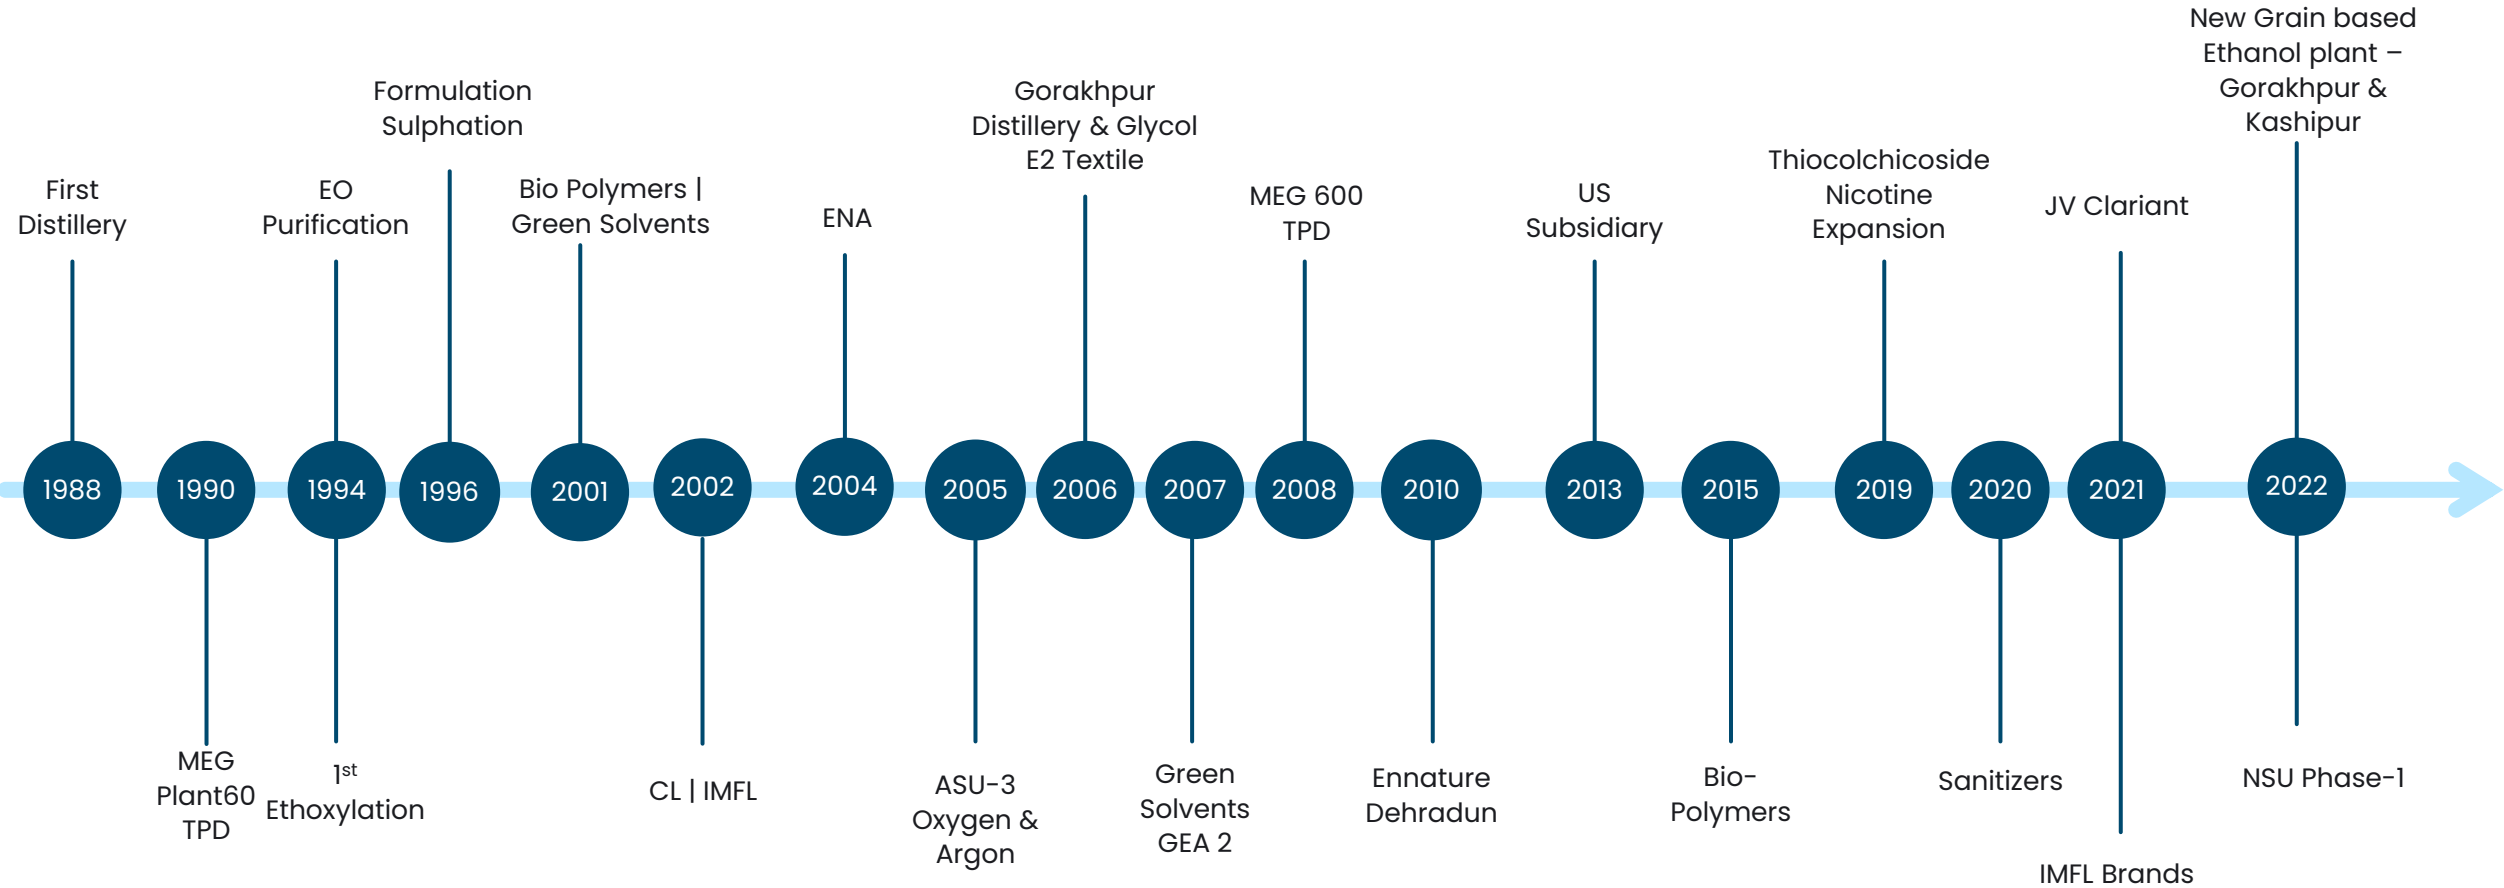 New Grain based
Ethanol plant –
Gorakhpur &
Kashipur
Formulation
Sulphation
Gorakhpur
Distillery & Glycol
E2 Textile
Thiocolchicoside
Nicotine
Expansion
First
Distillery
EO
Purification
Bio Polymers |
Green Solvents
ENA
MEG 600
TPD
US
Subsidiary
JV Clariant
1988
1990
1994
1996
2001
2002
2004
2005
2006
2007
2008
2010
2013
2015
2019
2020
2021
2022
MEG
Plant60
TPD
1st
Ethoxylation
CL | IMFL
ASU-3
Oxygen &
Argon
Green
Solvents
GEA 2
Ennature
Dehradun
Bio-
Polymers
Sanitizers
IMFL Brands
NSU Phase-1